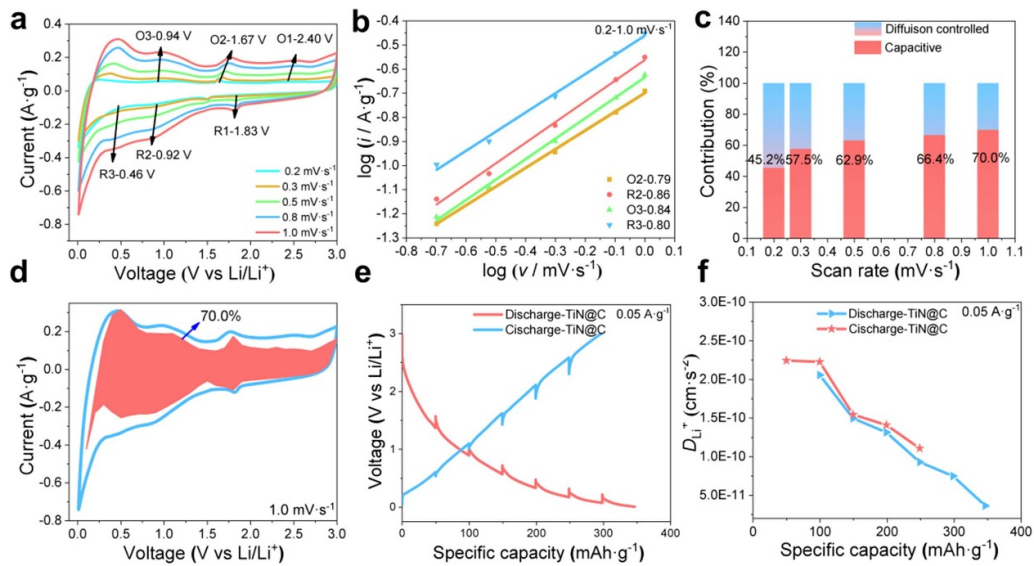 a
O3-0.94 V
O2-1.67 V
O1-2.40 V
R1-1.83 V
R2-0.92 V
R3-0.46 V
0.2 mV·s⁻¹
0.3 mV·s⁻¹
0.5 mV·s⁻¹
0.8 mV·s⁻¹
1.0 mV·s⁻¹
Current (A·g⁻¹)
0.6
0.4
0.2
0.0
-0.2
-0.4
-0.6
-0.8
0.0 0.5 1.0 1.5 2.0 2.5 3.0
Voltage (V vs Li/Li⁺)
b
0.2-1.0 mV·s⁻¹
O2-0.79
R2-0.86
O3-0.84
R3-0.80
log (i / A·g⁻¹)
-0.4
-0.5
-0.6
-0.7
-0.8
-0.9
-1.0
-1.1
-1.2
-1.3
-0.8 -0.7 -0.6 -0.5 -0.4 -0.3 -0.2 -0.1 0.0 0.1
log (v / mV·s⁻¹)
c
Diffuison controlled
Capacitive
45.2% 57.5% 62.9% 66.4% 70.0%
Contribution (%)
140
120
100
80
60
40
20
0
0.1 0.2 0.3 0.4 0.5 0.6 0.7 0.8 0.9 1.0 1.1
Scan rate (mV·s⁻¹)
d
70.0%
1.0 mV·s⁻¹
Current (A·g⁻¹)
0.2
0.0
-0.2
-0.4
-0.6
-0.8
0.0 0.5 1.0 1.5 2.0 2.5 3.0
Voltage (V vs Li/Li⁺)
e
Discharge-TiN@C
0.05 A·g⁻¹
Cischarge-TiN@C
Voltage (V vs Li/Li⁺)
3
2
1
0
0 100 200 300 400
Specific capacity (mAh·g⁻¹)
f
0.05 A·g⁻¹
Discharge-TiN@C
Cischarge-TiN@C
D Li⁺ (cm·s⁻²)
3.0E-10
2.5E-10
2.0E-10
1.5E-10
1.0E-10
5.0E-11
0 100 200 300 400
Specific capacity (mAh·g⁻¹)